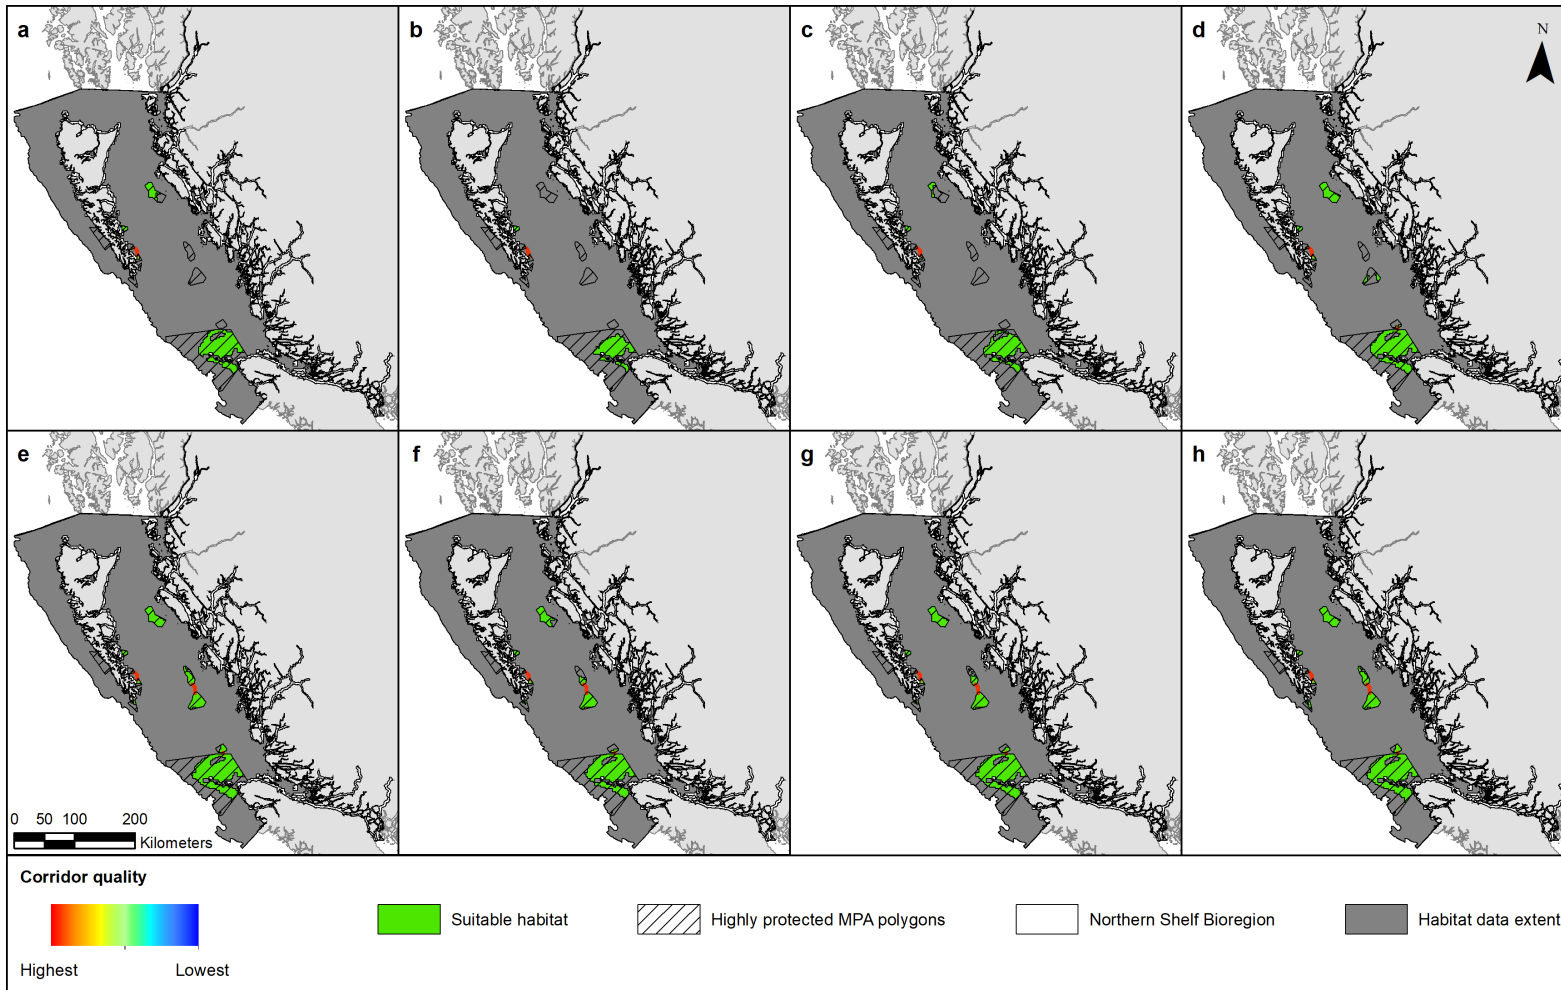 a
b
c
d
N
e
f
g
h
0 50 100 200
Kilometers
Corridor quality
Highest
Lowest
Suitable habitat
Highly protected MPA polygons
Northern Shelf Bioregion
Habitat data extent